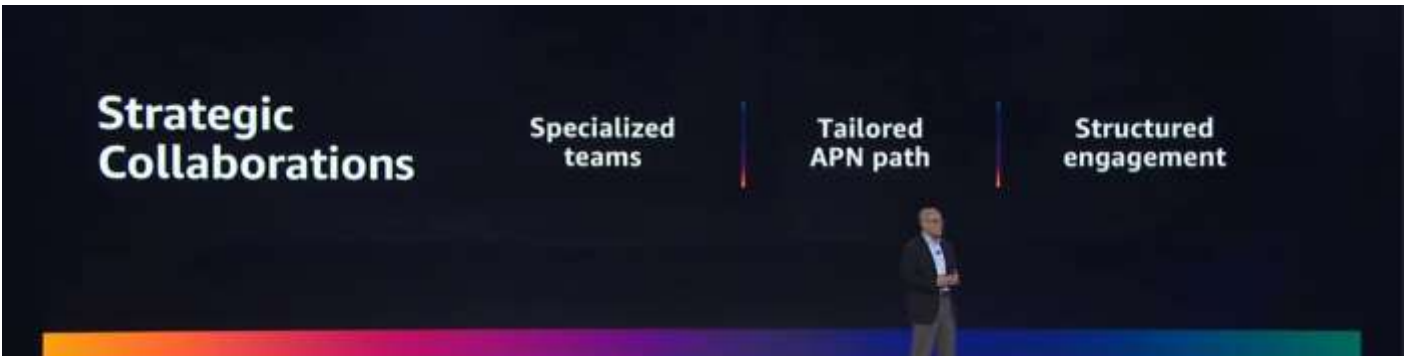 Strategic
Collaborations
Specialized
teams
Tailored
APN path
Structured
engagement